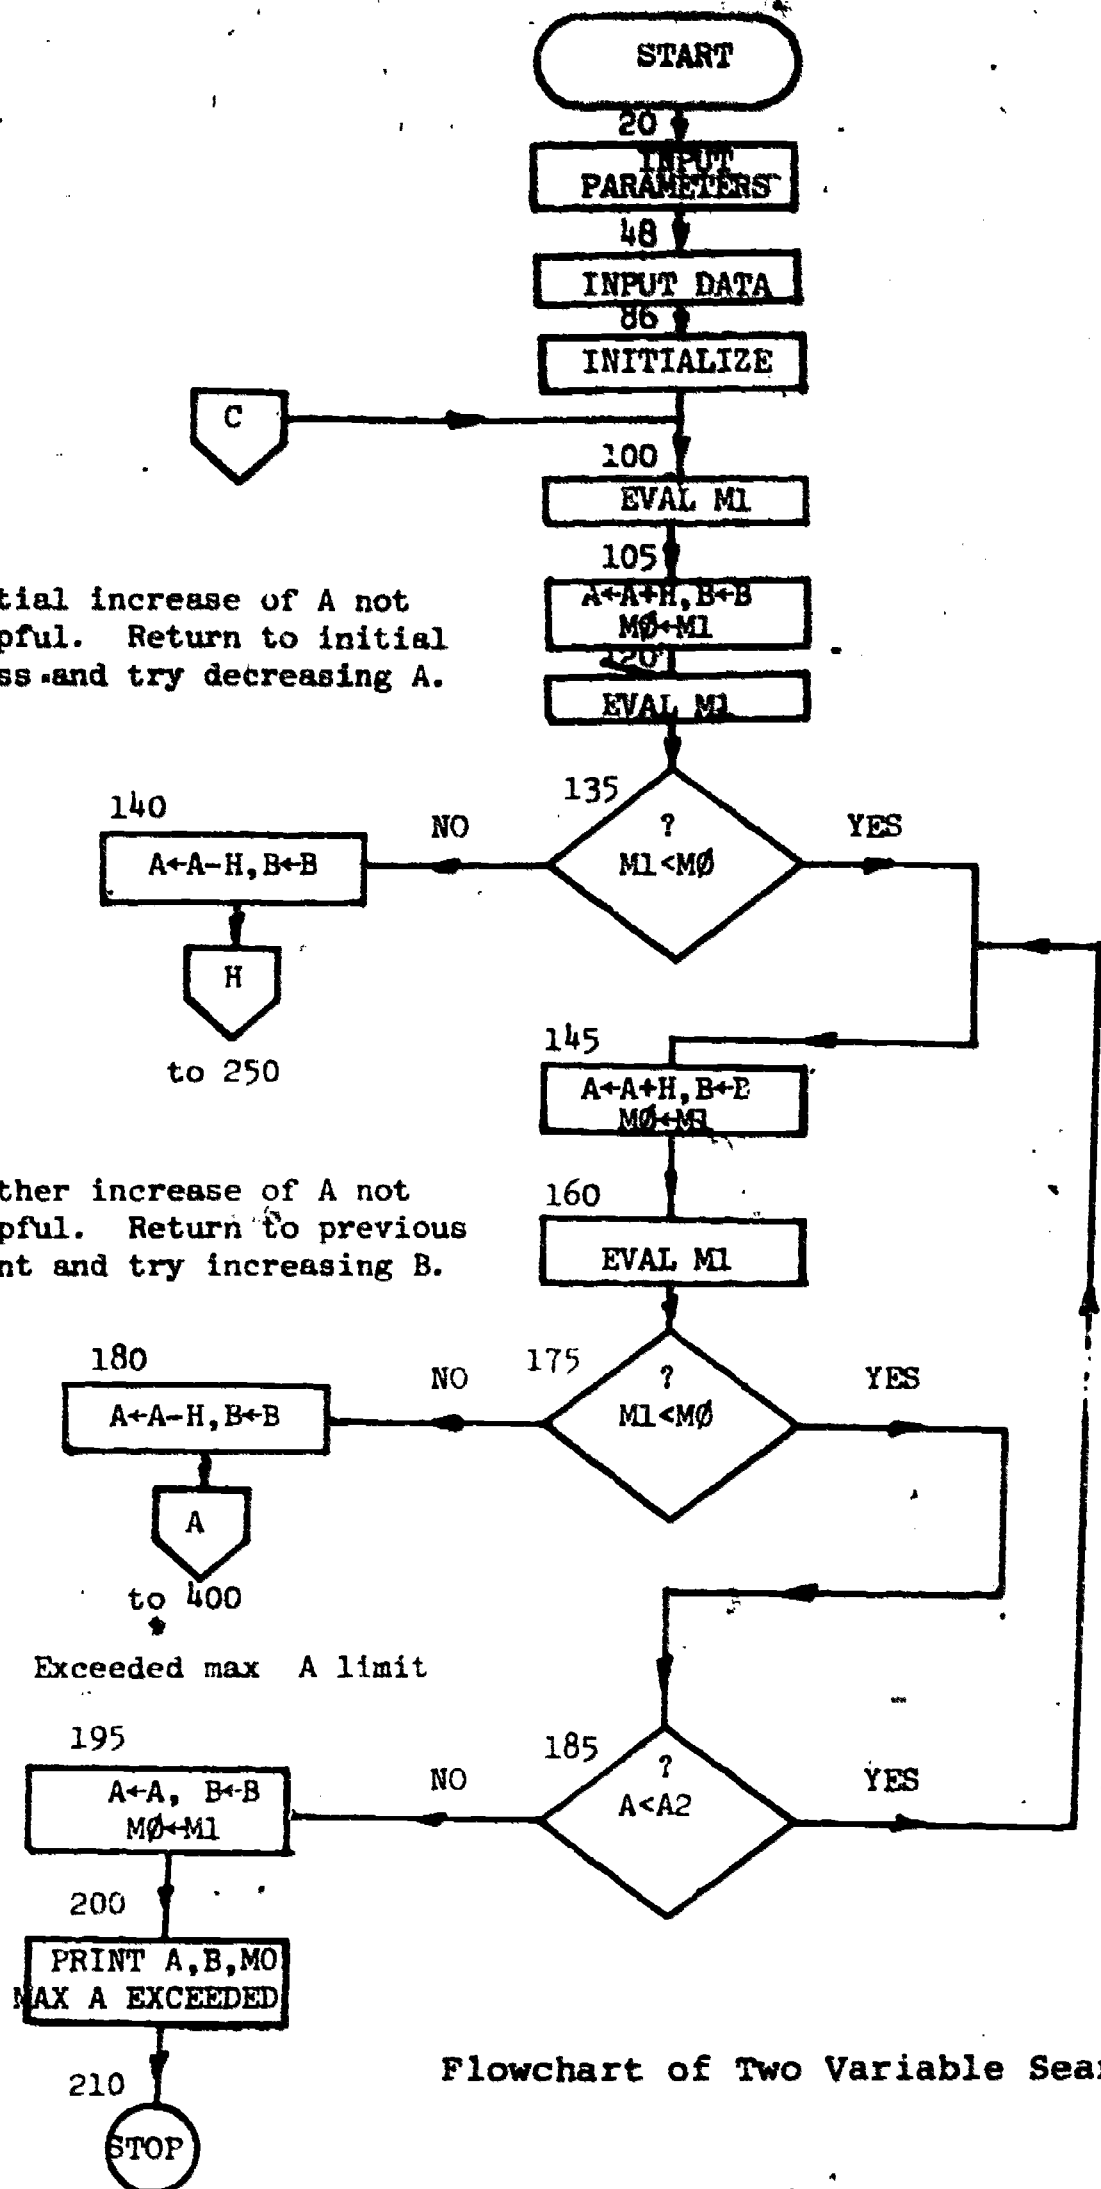 START
20
INPUT
PARAMETERS
48
INPUT DATA
86
INITIALIZE
C
100
EVAL M1
105
A←A+H,B←B
MØ←M1
tial increase of A not
pful. Return to initial
ss and try decreasing A.
120
EVAL M1
135
?
M1<MØ
NO
YES
140
A←A-H,B←B
H
to 250
145
A←A+H,B←B
MØ←M1
ther increase of A not
pful. Return to previous
nt and try increasing B.
160
EVAL M1
175
?
M1<MØ
NO
YES
180
A←A-H,B←B
A
to 400
Exceeded max A limit
185
?
A<A2
NO
YES
195
A←A, B←B
MØ←M1
200
PRINT A,B,MO
MAX A EXCEEDED
210
STOP
Flowchart of Two Variable Sear